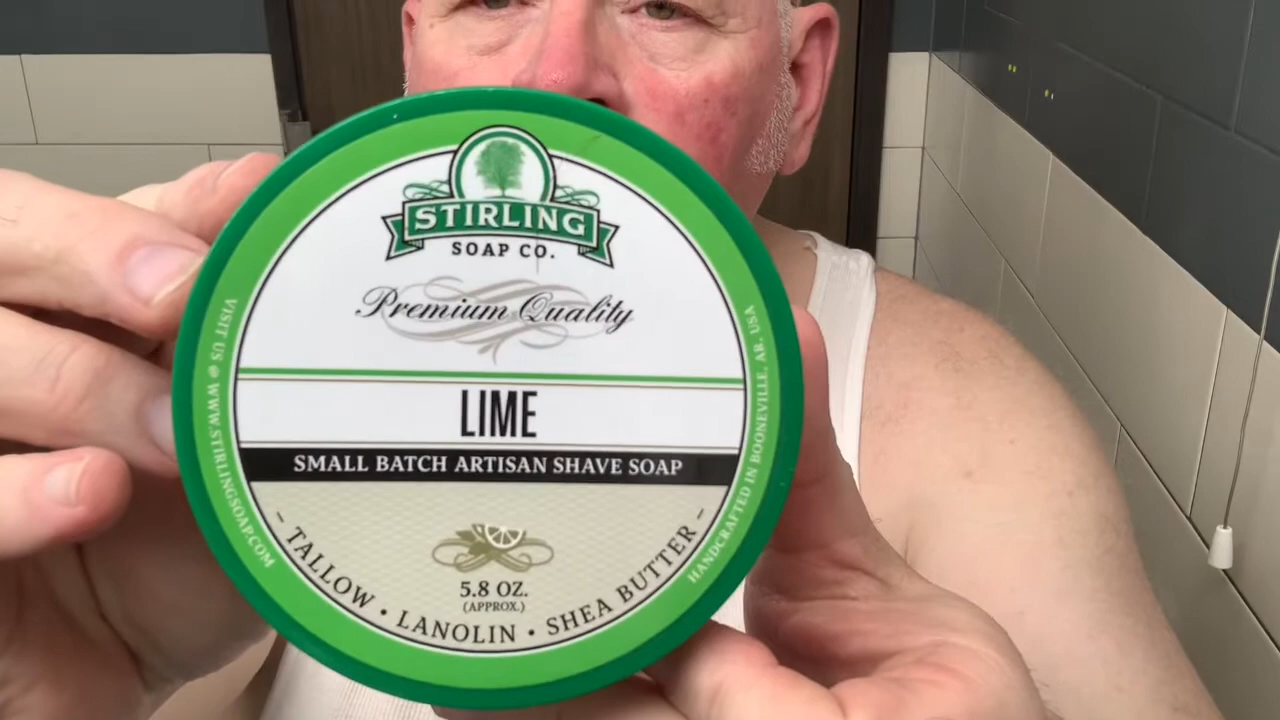 STIRLING
SOAP CO.
Premium Quality
LIME
SMALL BATCH ARTISAN SHAVE SOAP
5.8 OZ.
(APPROX.)
– TALLOW • LANOLIN • SHEA BUTTER –
VISIT US @ WWW.STIRLINGSOAP.COM
HANDCRAFTED IN BOONEVILLE, AR, USA